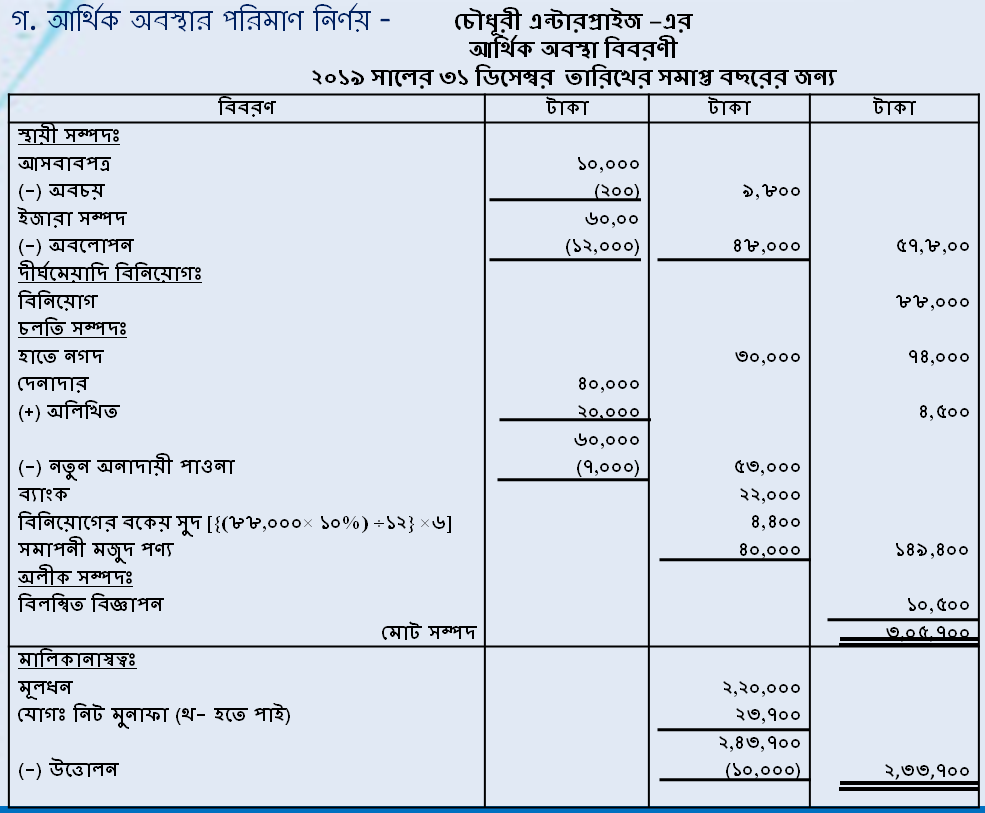 গ. আর্থিক অবস্থার পরিমাণ নির্ণয় -
চৌধুরী এন্টারপ্রাইজ –এর
আর্থিক অবস্থা বিবরণী
২০১৯ সালের ৩১ ডিসেম্বর তারিখের সমাপ্ত বছরের জন্য
বিবরণ টাকা টাকা টাকা
স্থায়ী সম্পদঃ
আসবাবপত্র ১০,০০০
(–) অবচয় (২০০) ৯,৮০০
ইজারা সম্পদ ৬০,০০
(–) অবলোপন (১২,০০০) ৪৮,০০০ ৫৭,৮,০০
দীর্ঘমেয়াদি বিনিয়োগঃ
বিনিয়োগ ৮৮,০০০
চলতি সম্পদঃ
হাতে নগদ ৩০,০০০ ৭৪,০০০
দেনাদার ৪০,০০০
(+) অলিখিত ২০,০০০ ৪,৫০০
৬০,০০০
(–) নতুন অনাদায়ী পাওনা (৭,০০০) ৫৩,০০০
ব্যাংক ২২,০০০
বিনিয়োগের বকেয় সুদ [{(৮৮,০০০× ১০%) ÷১২} ×৬] ৪,৪০০
সমাপনী মজুদ পণ্য ৪০,০০০ ১৪৯,৪০০
অলীক সম্পদঃ
বিলম্বিত বিজ্ঞাপন ১০,৫০০
মোট সম্পদ ৩,০৫,৭০০
মালিকানাস্বত্বঃ
মূলধন ২,২০,০০০
যোগঃ নিট মুনাফা (থ– হতে পাই) ২৩,৭০০
২,৪৩,৭০০
(–) উত্তোলন (১০,০০০) ২,৩৩,৭০০